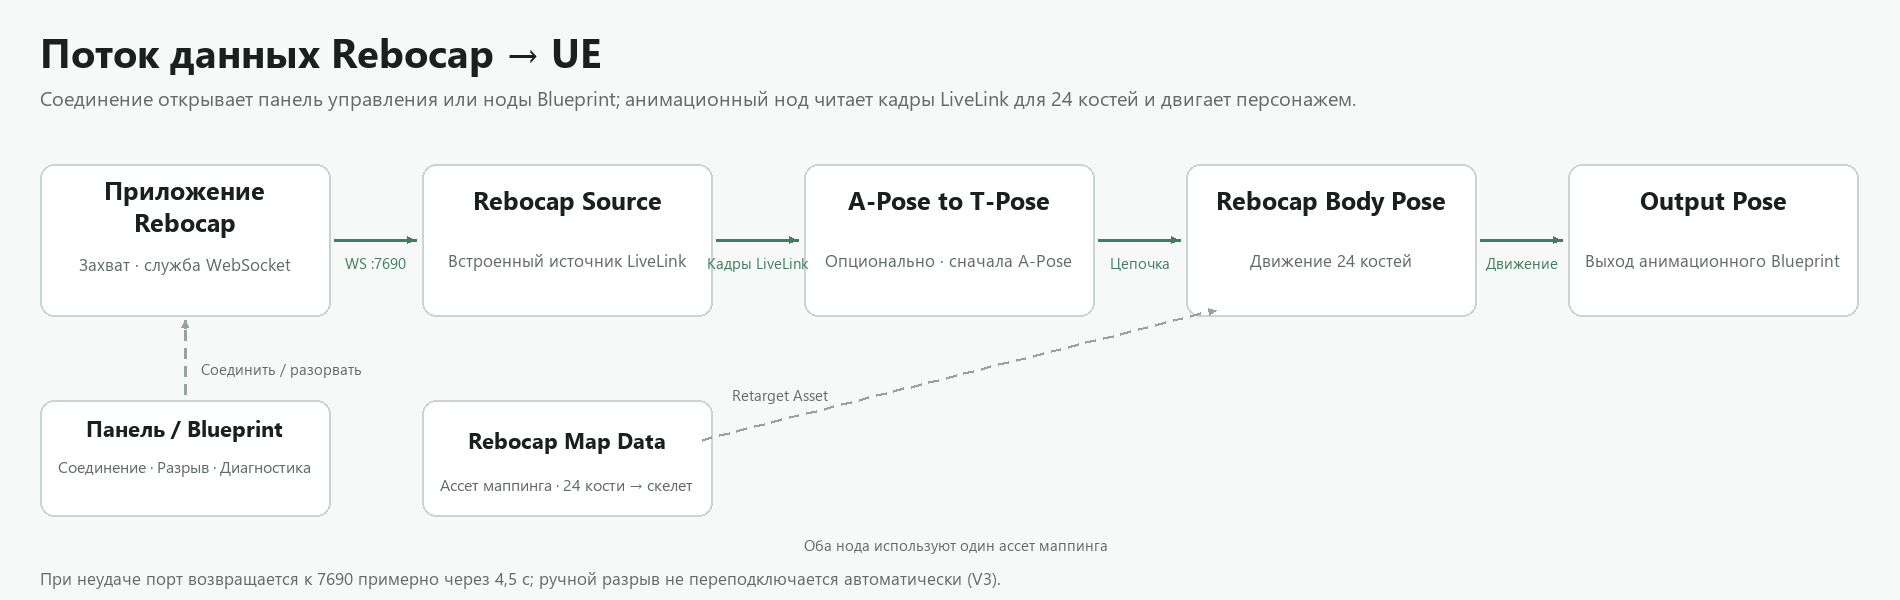 Поток данных Rebocap → UE
Соединение открывает панель управления или ноды Blueprint; анимационный нод читает кадры LiveLink для 24 костей и двигает персонажем.
Приложение
Rebocap
Захват · служба WebSocket
WS :7690
Rebocap Source
Встроенный источник LiveLink
Кадры LiveLink
A-Pose to T-Pose
Опционально · сначала A-Pose
Цепочка
Rebocap Body Pose
Движение 24 костей
Движение
Output Pose
Выход анимационного Blueprint
Соединить / разорвать
Панель / Blueprint
Соединение · Разрыв · Диагностика
Rebocap Map Data
Ассет маппинга · 24 кости → скелет
Retarget Asset
Оба нода используют один ассет маппинга
При неудаче порт возвращается к 7690 примерно через 4,5 с; ручной разрыв не переподключается автоматически (V3).